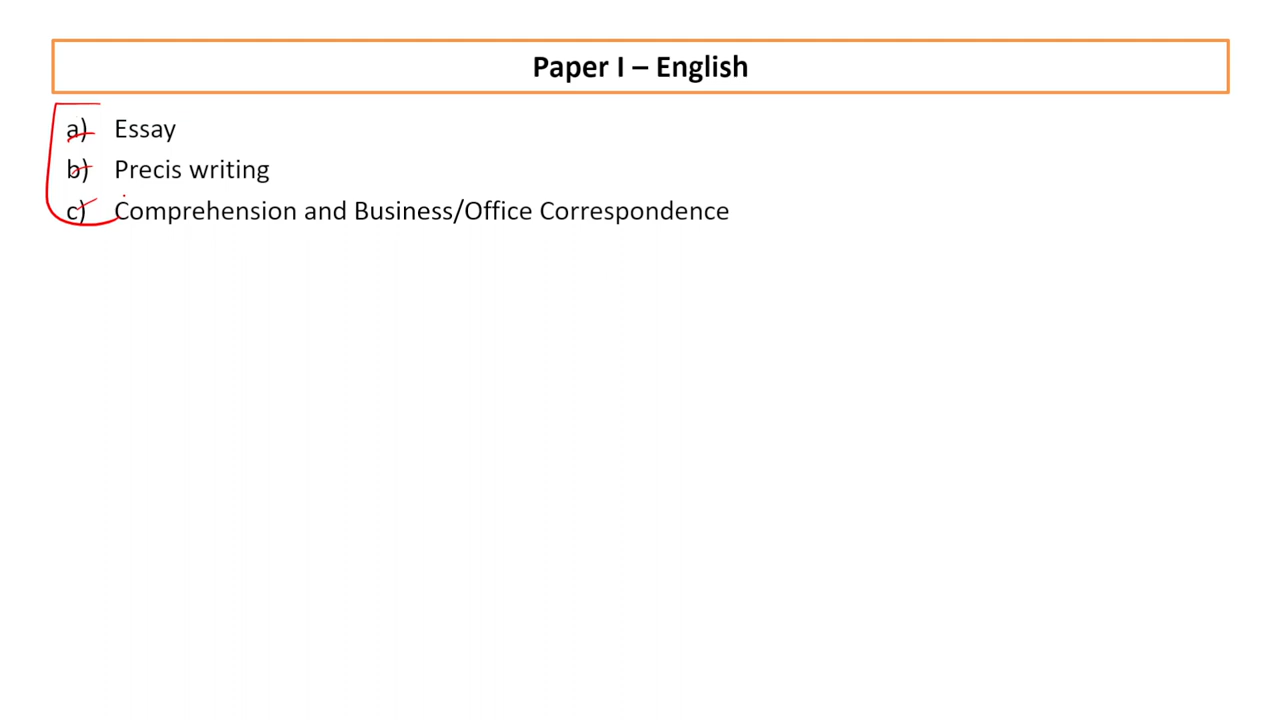 Paper I – English
a) Essay
b) Precis writing
c) Comprehension and Business/Office Correspondence